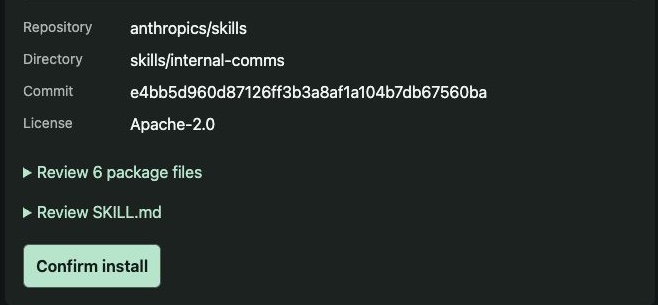 Repository anthropics/skills
Directory skills/internal-comms
Commit e4bb5d960d87126ff3b3a8af1a104b7db67560ba
License Apache-2.0
▶ Review 6 package files
▶ Review SKILL.md
Confirm install